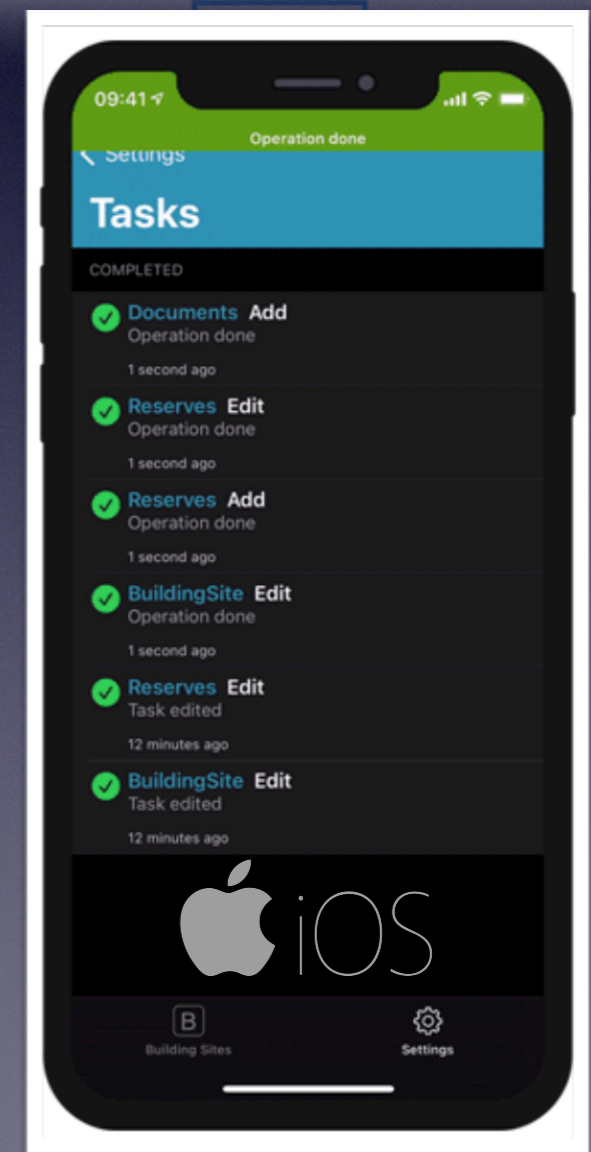 09:41
Operation done
Settings
Tasks
COMPLETED
Documents Add
Operation done
1 second ago
Reserves Edit
Operation done
1 second ago
Reserves Add
Operation done
1 second ago
BuildingSite Edit
Operation done
1 second ago
Reserves Edit
Task edited
12 minutes ago
BuildingSite Edit
Task edited
12 minutes ago
iOS
B
Building Sites
Settings